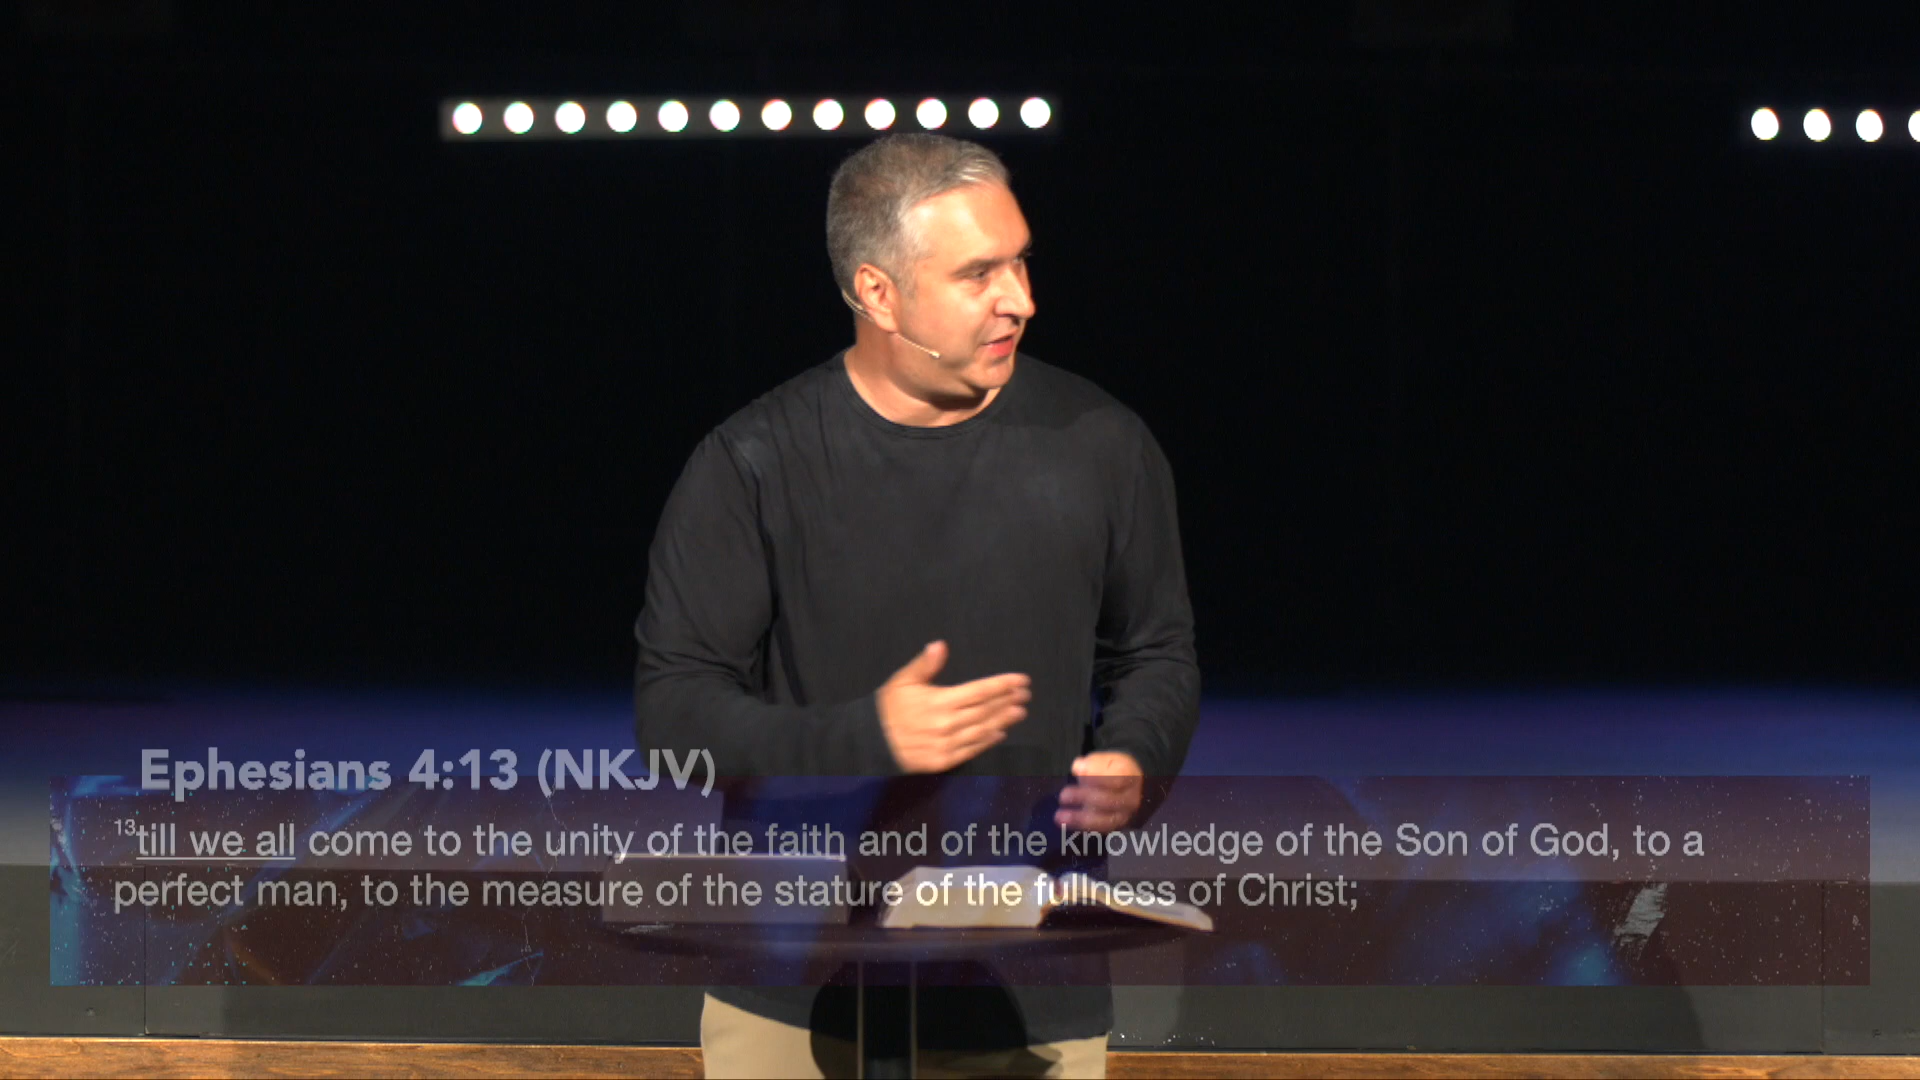 Ephesians 4:13 (NKJV)
13till we all come to the unity of the faith and of the knowledge of the Son of God, to a
perfect man, to the measure of the stature of the fullness of Christ;